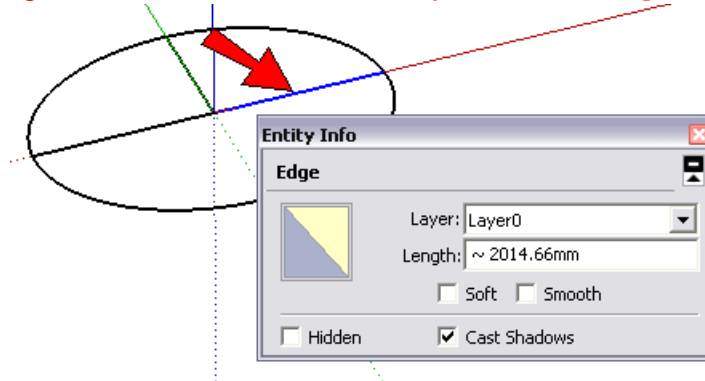 Entity Info
Edge
Layer: Layer0
Length: ~ 2014.66mm
Soft Smooth
Hidden Cast Shadows